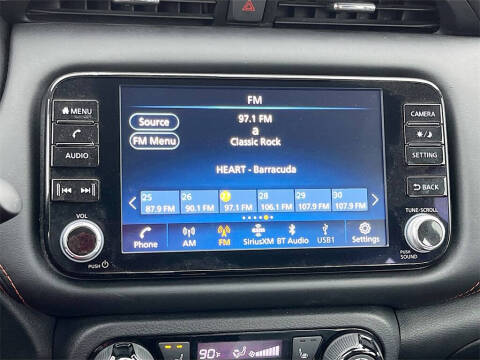 FM
MENU
CAMERA
Source
97.1 FM
a
Classic Rock
FM Menu
AUDIO
SETTING
HEART - Barracuda
BACK
25 26 27 28 29 30
87.9 FM 90.1 FM 97.1 FM 106.1 FM 107.9 FM 107.9 FM
VOL
TUNE-SCROLL
Phone AM FM SiriusXM BT Audio USB1 Settings
PUSH
PUSH SOUND
90